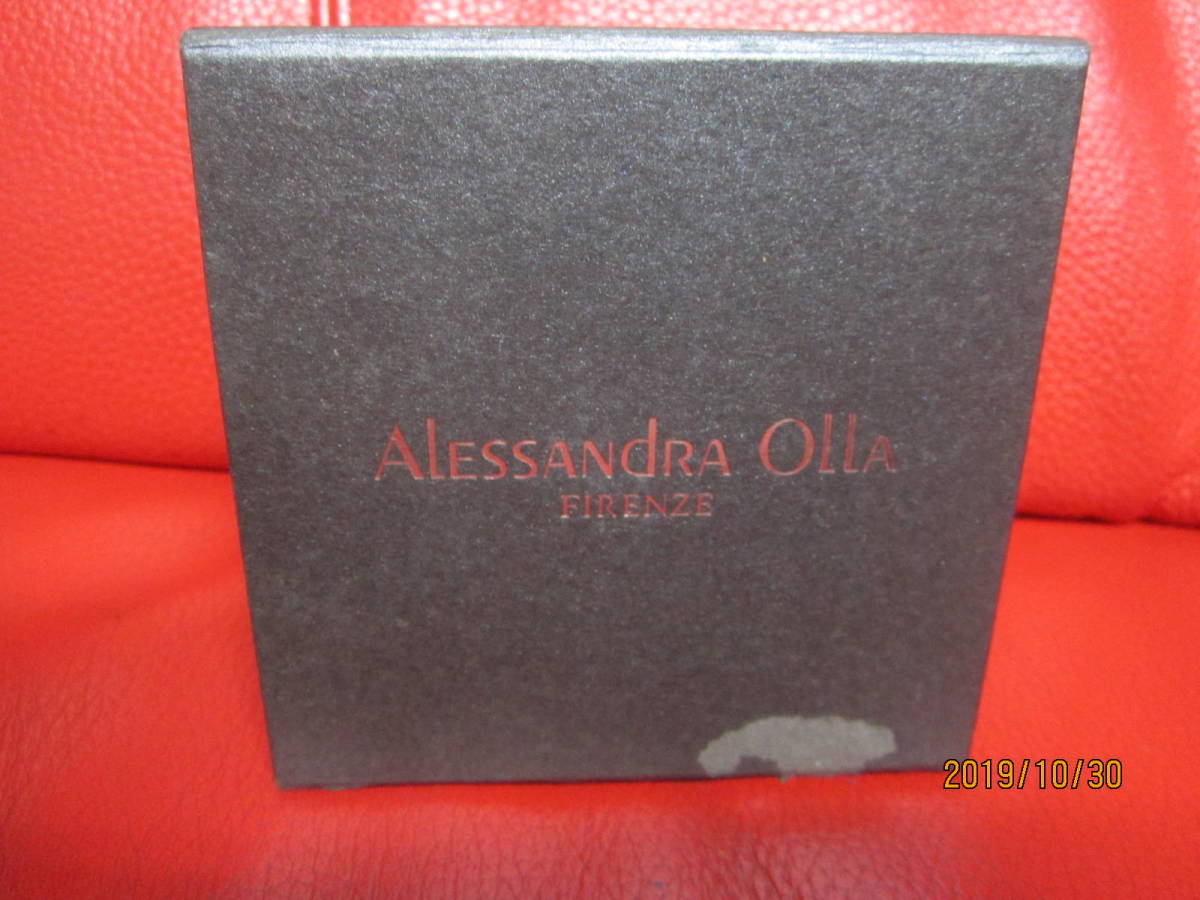 ALESSANDRA OLLA
FIRENZE
2019/10/30